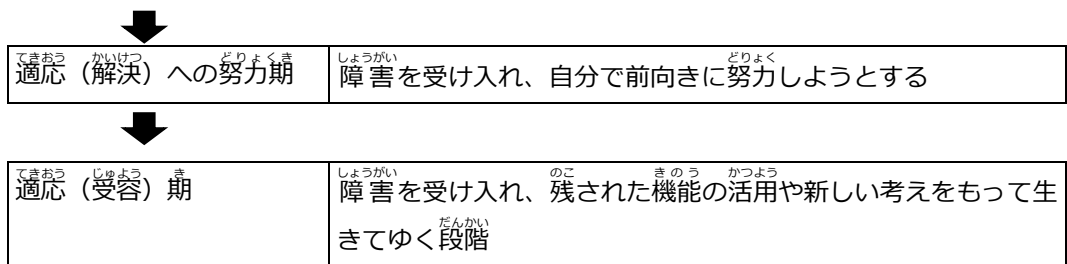 適応（解決）への努力期
障害を受け入れ、自分で前向きに努力しようとする
適応（受容）期
障害を受け入れ、残された機能の活用や新しい考えをもって生
きてゆく段階